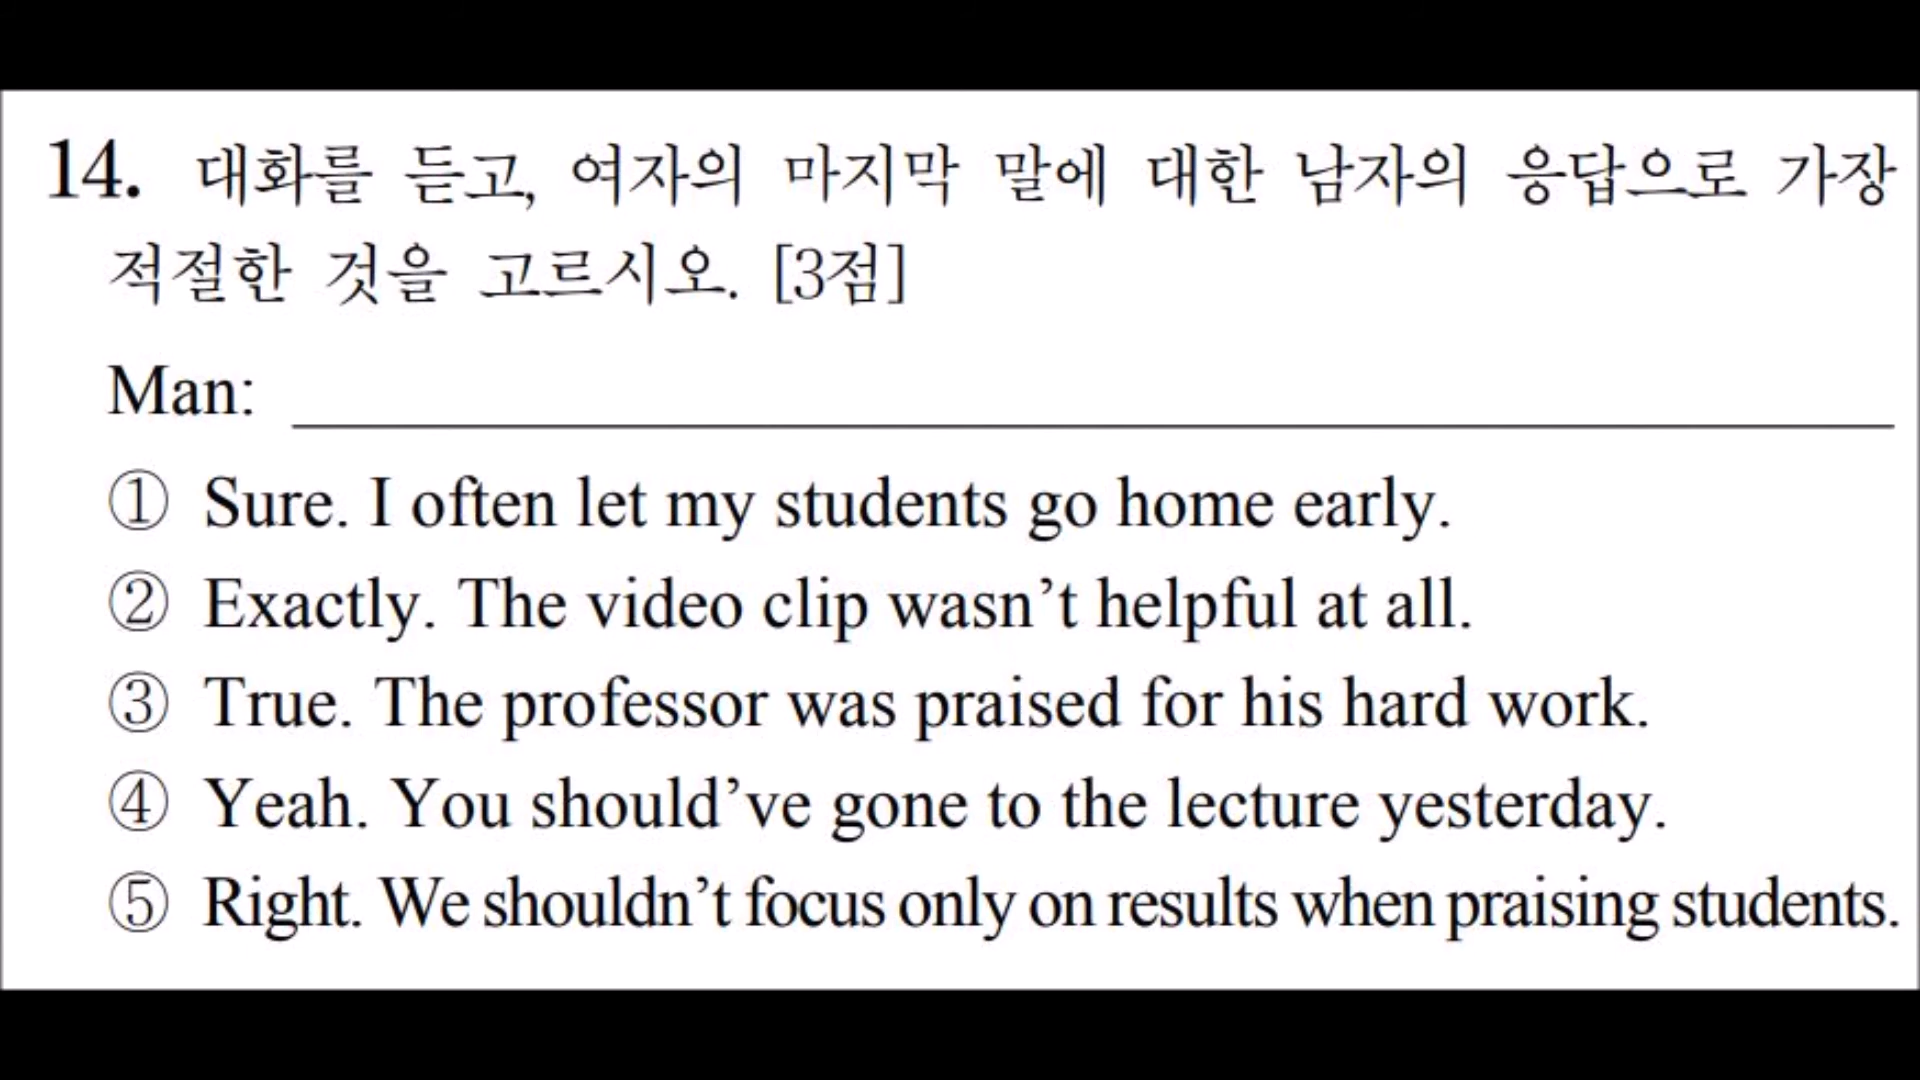 14. 대화를 듣고, 여자의 마지막 말에 대한 남자의 응답으로 가장
적절한 것을 고르시오. [3점]
Man:
① Sure. I often let my students go home early.
② Exactly. The video clip wasn’t helpful at all.
③ True. The professor was praised for his hard work.
④ Yeah. You should’ve gone to the lecture yesterday.
⑤ Right. We shouldn’t focus only on results when praising students.